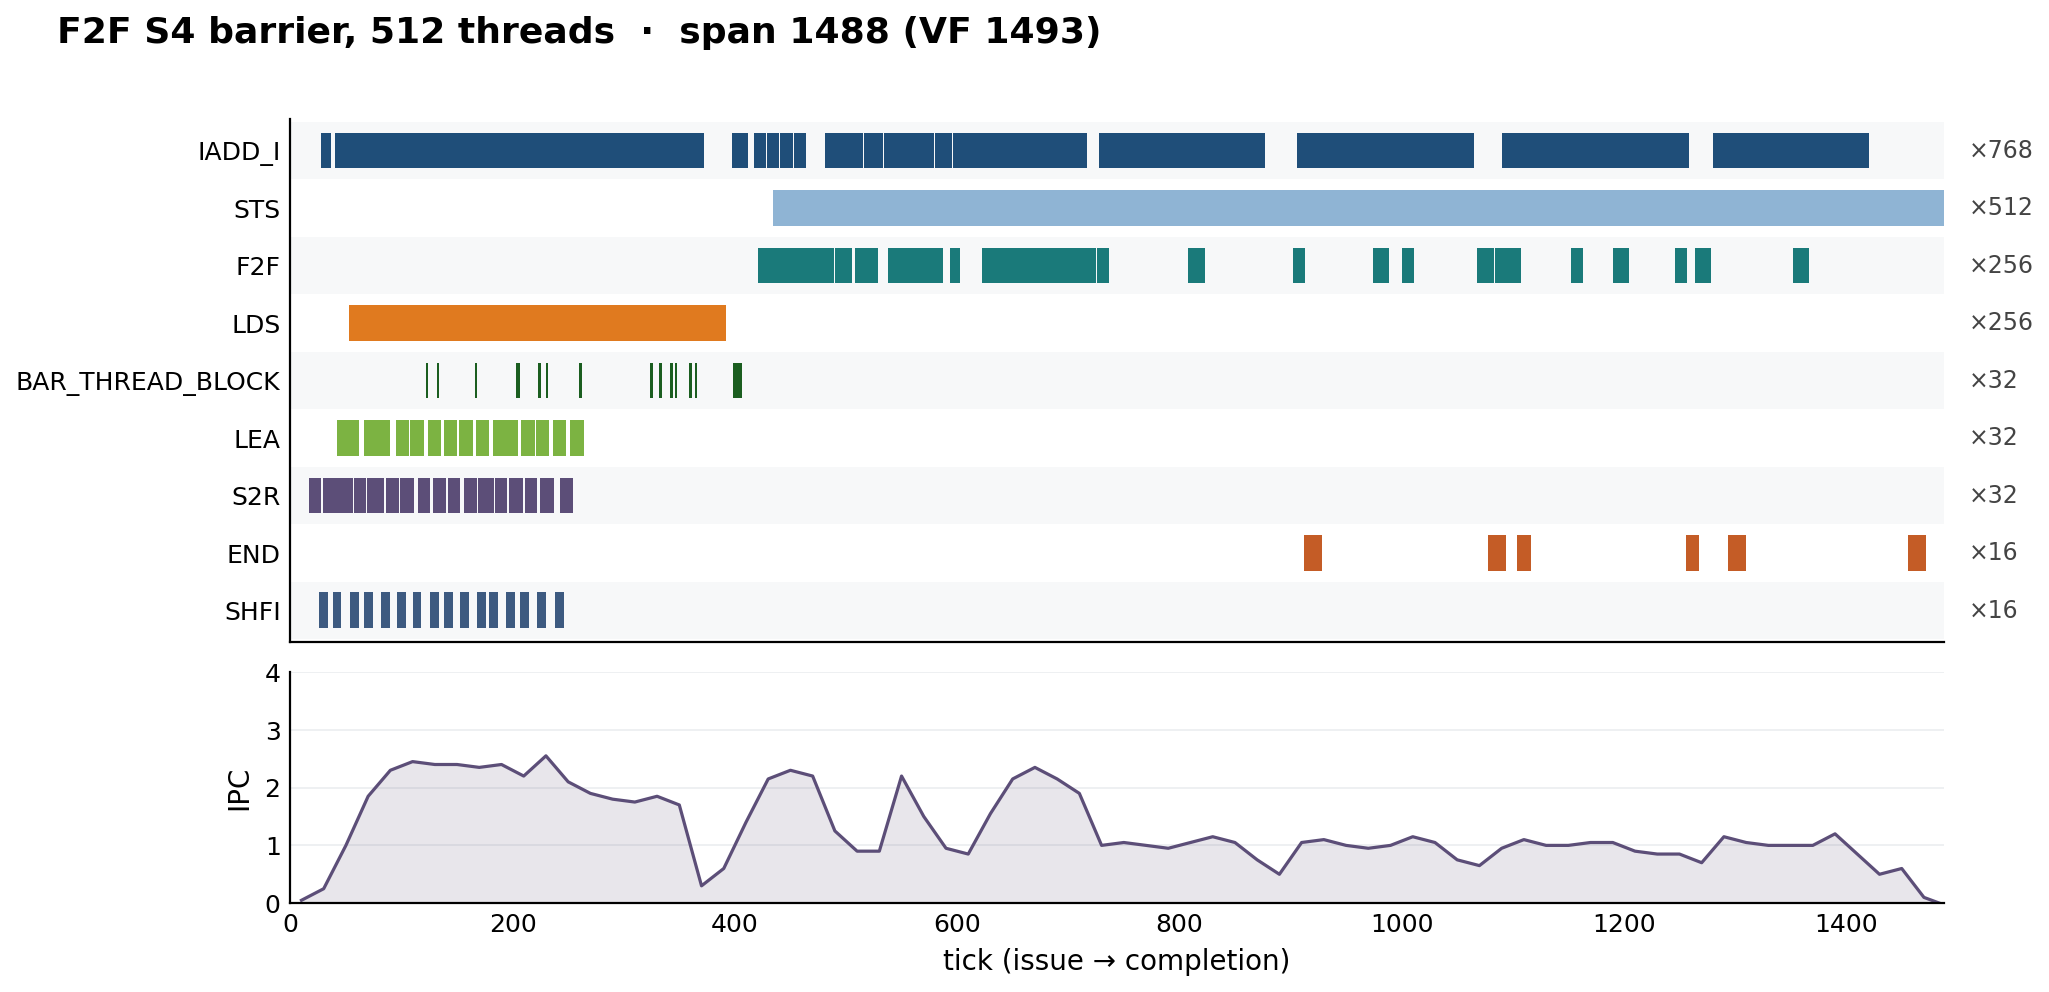 F2F S4 barrier, 512 threads · span 1488 (VF 1493)
IADD_I ×768
STS ×512
F2F ×256
LDS ×256
BAR_THREAD_BLOCK ×32
LEA ×32
S2R ×32
END ×16
SHFI ×16
4
3
2
1
0
IPC
0 200 400 600 800 1000 1200 1400
tick (issue → completion)